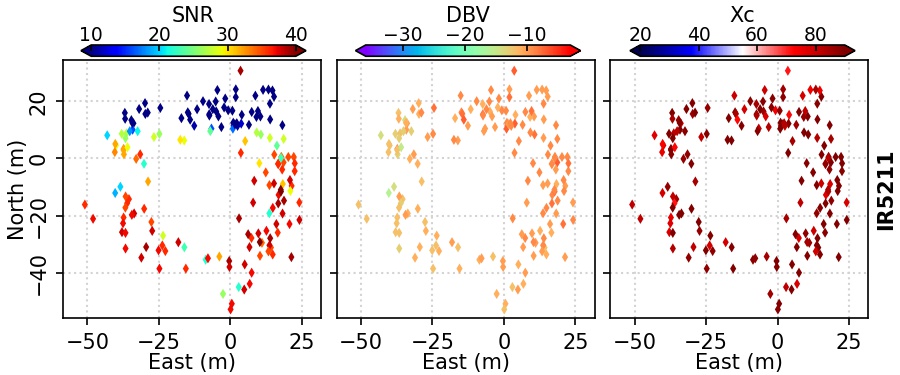 SNR DBV Xc
10 20 30 40 −30 −20 −10 20 40 60 80
20
0
−20
−40
North (m)
IR5211
−50 −25 0 25 −50 −25 0 25 −50 −25 0 25
East (m) East (m) East (m)